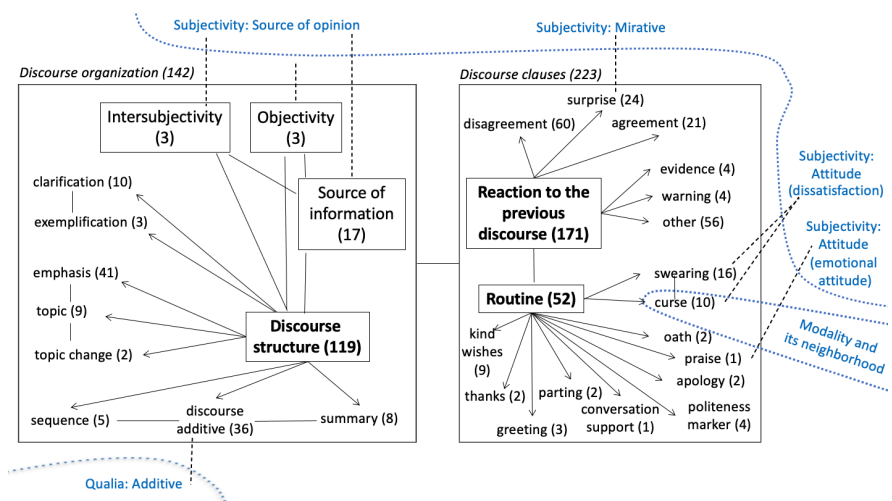 Subjectivity: Source of opinion
Subjectivity: Mirative
Discourse organization (142)
Intersubjectivity
(3)
Objectivity
(3)
Source of
information
(17)
clarification (10)
exemplification (3)
emphasis (41)
topic (9)
topic change (2)
Discourse
structure (119)
sequence (5)
discourse
additive (36)
summary (8)
Qualia: Additive
Discourse clauses (223)
surprise (24)
disagreement (60)
agreement (21)
evidence (4)
warning (4)
other (56)
Reaction to the
previous
discourse (171)
Routine (52)
swearing (16)
curse (10)
kind
wishes
(9)
oath (2)
praise (1)
apology (2)
thanks (2)
parting (2)
greeting (3)
conversation
support (1)
politeness
marker (4)
Subjectivity:
Attitude
(dissatisfaction)
Subjectivity:
Attitude
(emotional
attitude)
Modality and
its neighborhood